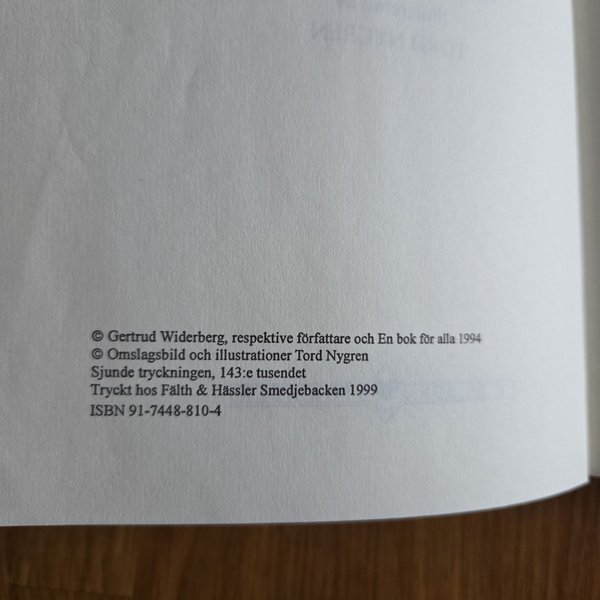 © Gertrud Widerberg, respektive författare och En bok för alla 1994
© Omslagsbild och illustrationer Tord Nygren
Sjunde tryckningen, 143:e tusendet
Tryckt hos Fälth & Hässler Smedjebacken 1999
ISBN 91-7448-810-4